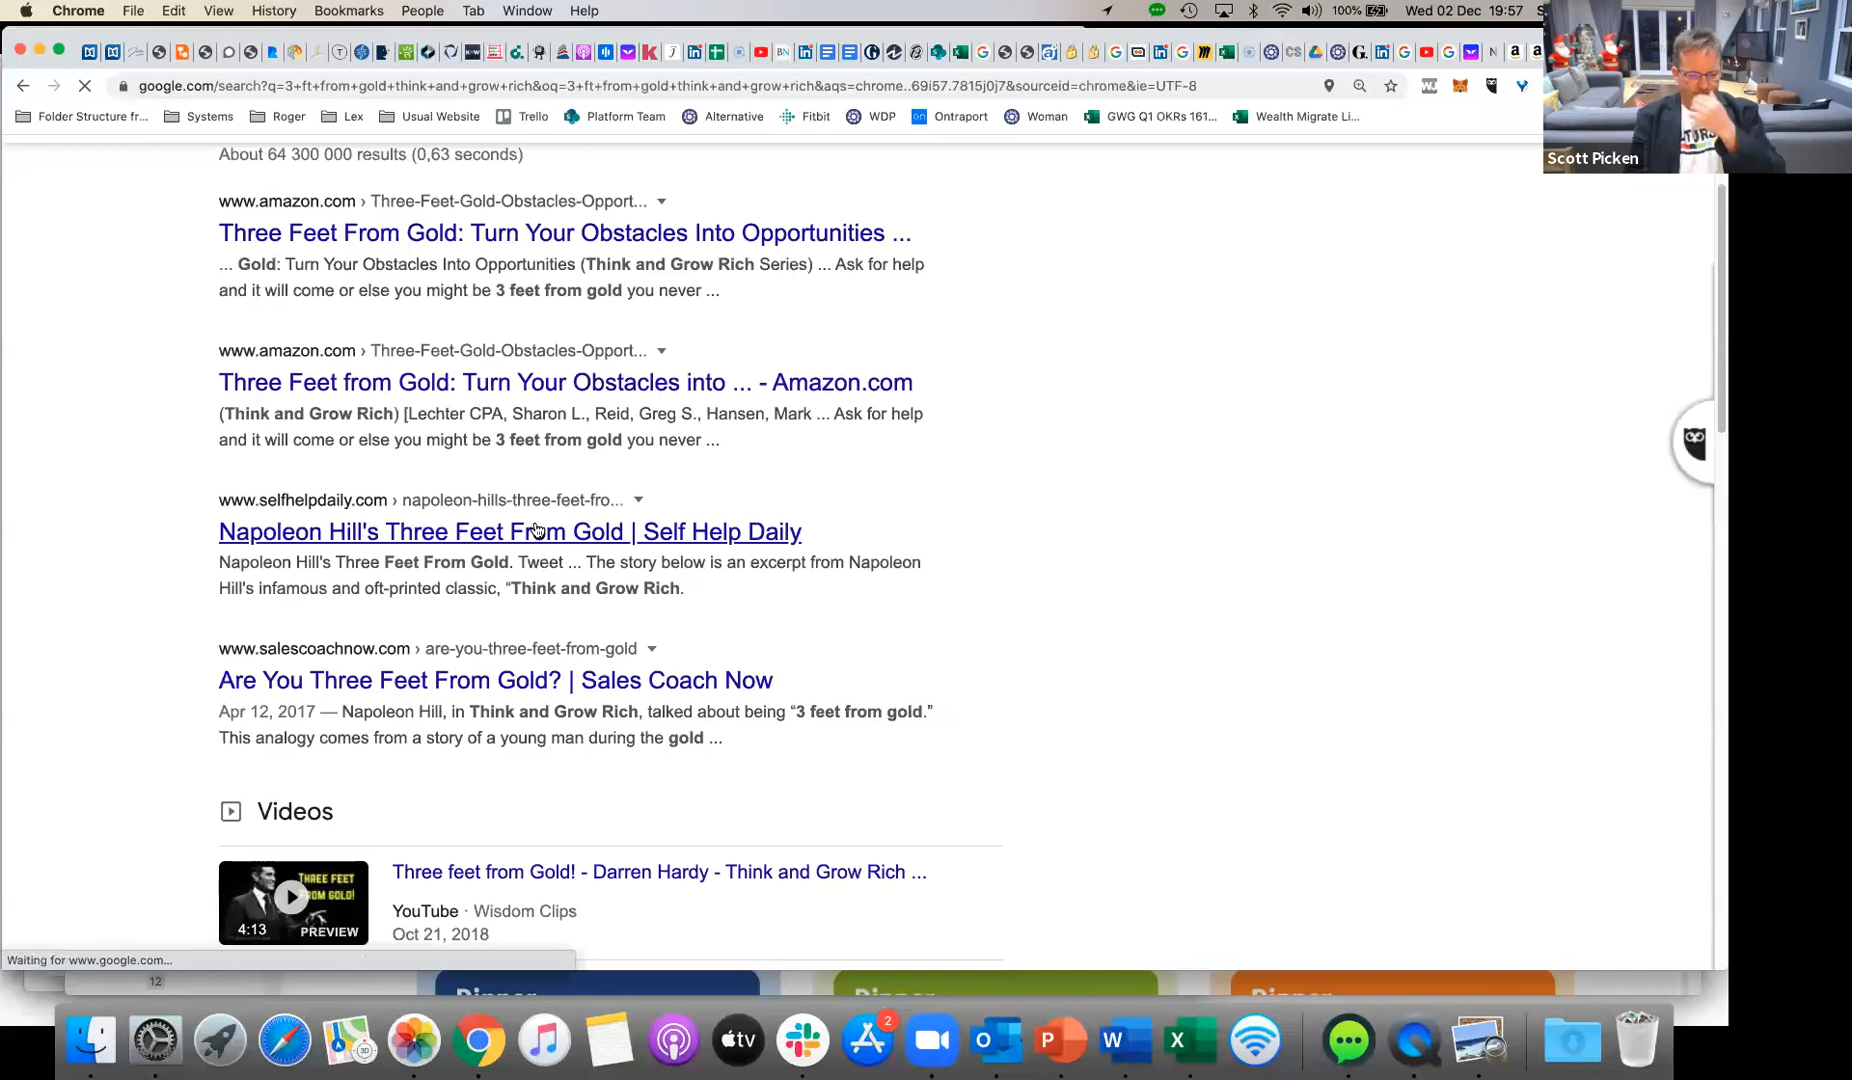 Chrome File Edit View History Bookmarks People Tab Window Help
100% Wed 02 Dec 19:57
google.com/search?q=3+ft+from+gold+think+and+grow+rich&oq=3+ft+from+gold+think+and+grow+rich&aqs=chrome..69i57.7815j0j7&sourceid=chrome&ie=UTF-8
Folder Structure fr... Systems Roger Lex Usual Website Trello Platform Team Alternative Fitbit WDP Ontraport Woman GWG Q1 OKRs 161... Wealth Migrate Li...
Scott Picken
About 64 300 000 results (0,63 seconds)
www.amazon.com › Three-Feet-Gold-Obstacles-Opport...
Three Feet From Gold: Turn Your Obstacles Into Opportunities ...
... Gold: Turn Your Obstacles Into Opportunities (Think and Grow Rich Series) ... Ask for help
and it will come or else you might be 3 feet from gold you never ...
www.amazon.com › Three-Feet-Gold-Obstacles-Opport...
Three Feet from Gold: Turn Your Obstacles into ... - Amazon.com
(Think and Grow Rich) [Lechter CPA, Sharon L., Reid, Greg S., Hansen, Mark ... Ask for help
and it will come or else you might be 3 feet from gold you never ...
www.selfhelpdaily.com › napoleon-hills-three-feet-fro...
Napoleon Hill's Three Feet From Gold | Self Help Daily
Napoleon Hill's Three Feet From Gold. Tweet ... The story below is an excerpt from Napoleon
Hill's infamous and oft-printed classic, “Think and Grow Rich.
www.salescoachnow.com › are-you-three-feet-from-gold
Are You Three Feet From Gold? | Sales Coach Now
Apr 12, 2017 — Napoleon Hill, in Think and Grow Rich, talked about being “3 feet from gold.”
This analogy comes from a story of a young man during the gold ...
Videos
THREE FEET
FROM GOLD!
4:13 PREVIEW
Three feet from Gold! - Darren Hardy - Think and Grow Rich ...
YouTube · Wisdom Clips
Oct 21, 2018
Waiting for www.google.com...
12
Dinner Dinner Dinner
2
tv